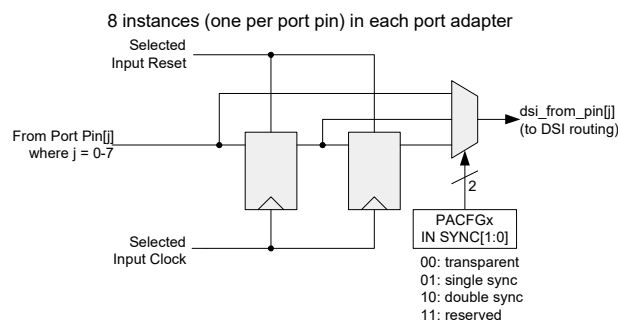 8 instances (one per port pin) in each port adapter
Selected
Input Reset
From Port Pin[j]
where j = 0-7
dsi_from_pin[j]
(to DSI routing)
2
Selected
Input Clock
PACFGx
IN SYNC[1:0]
00: transparent
01: single sync
10: double sync
11: reserved